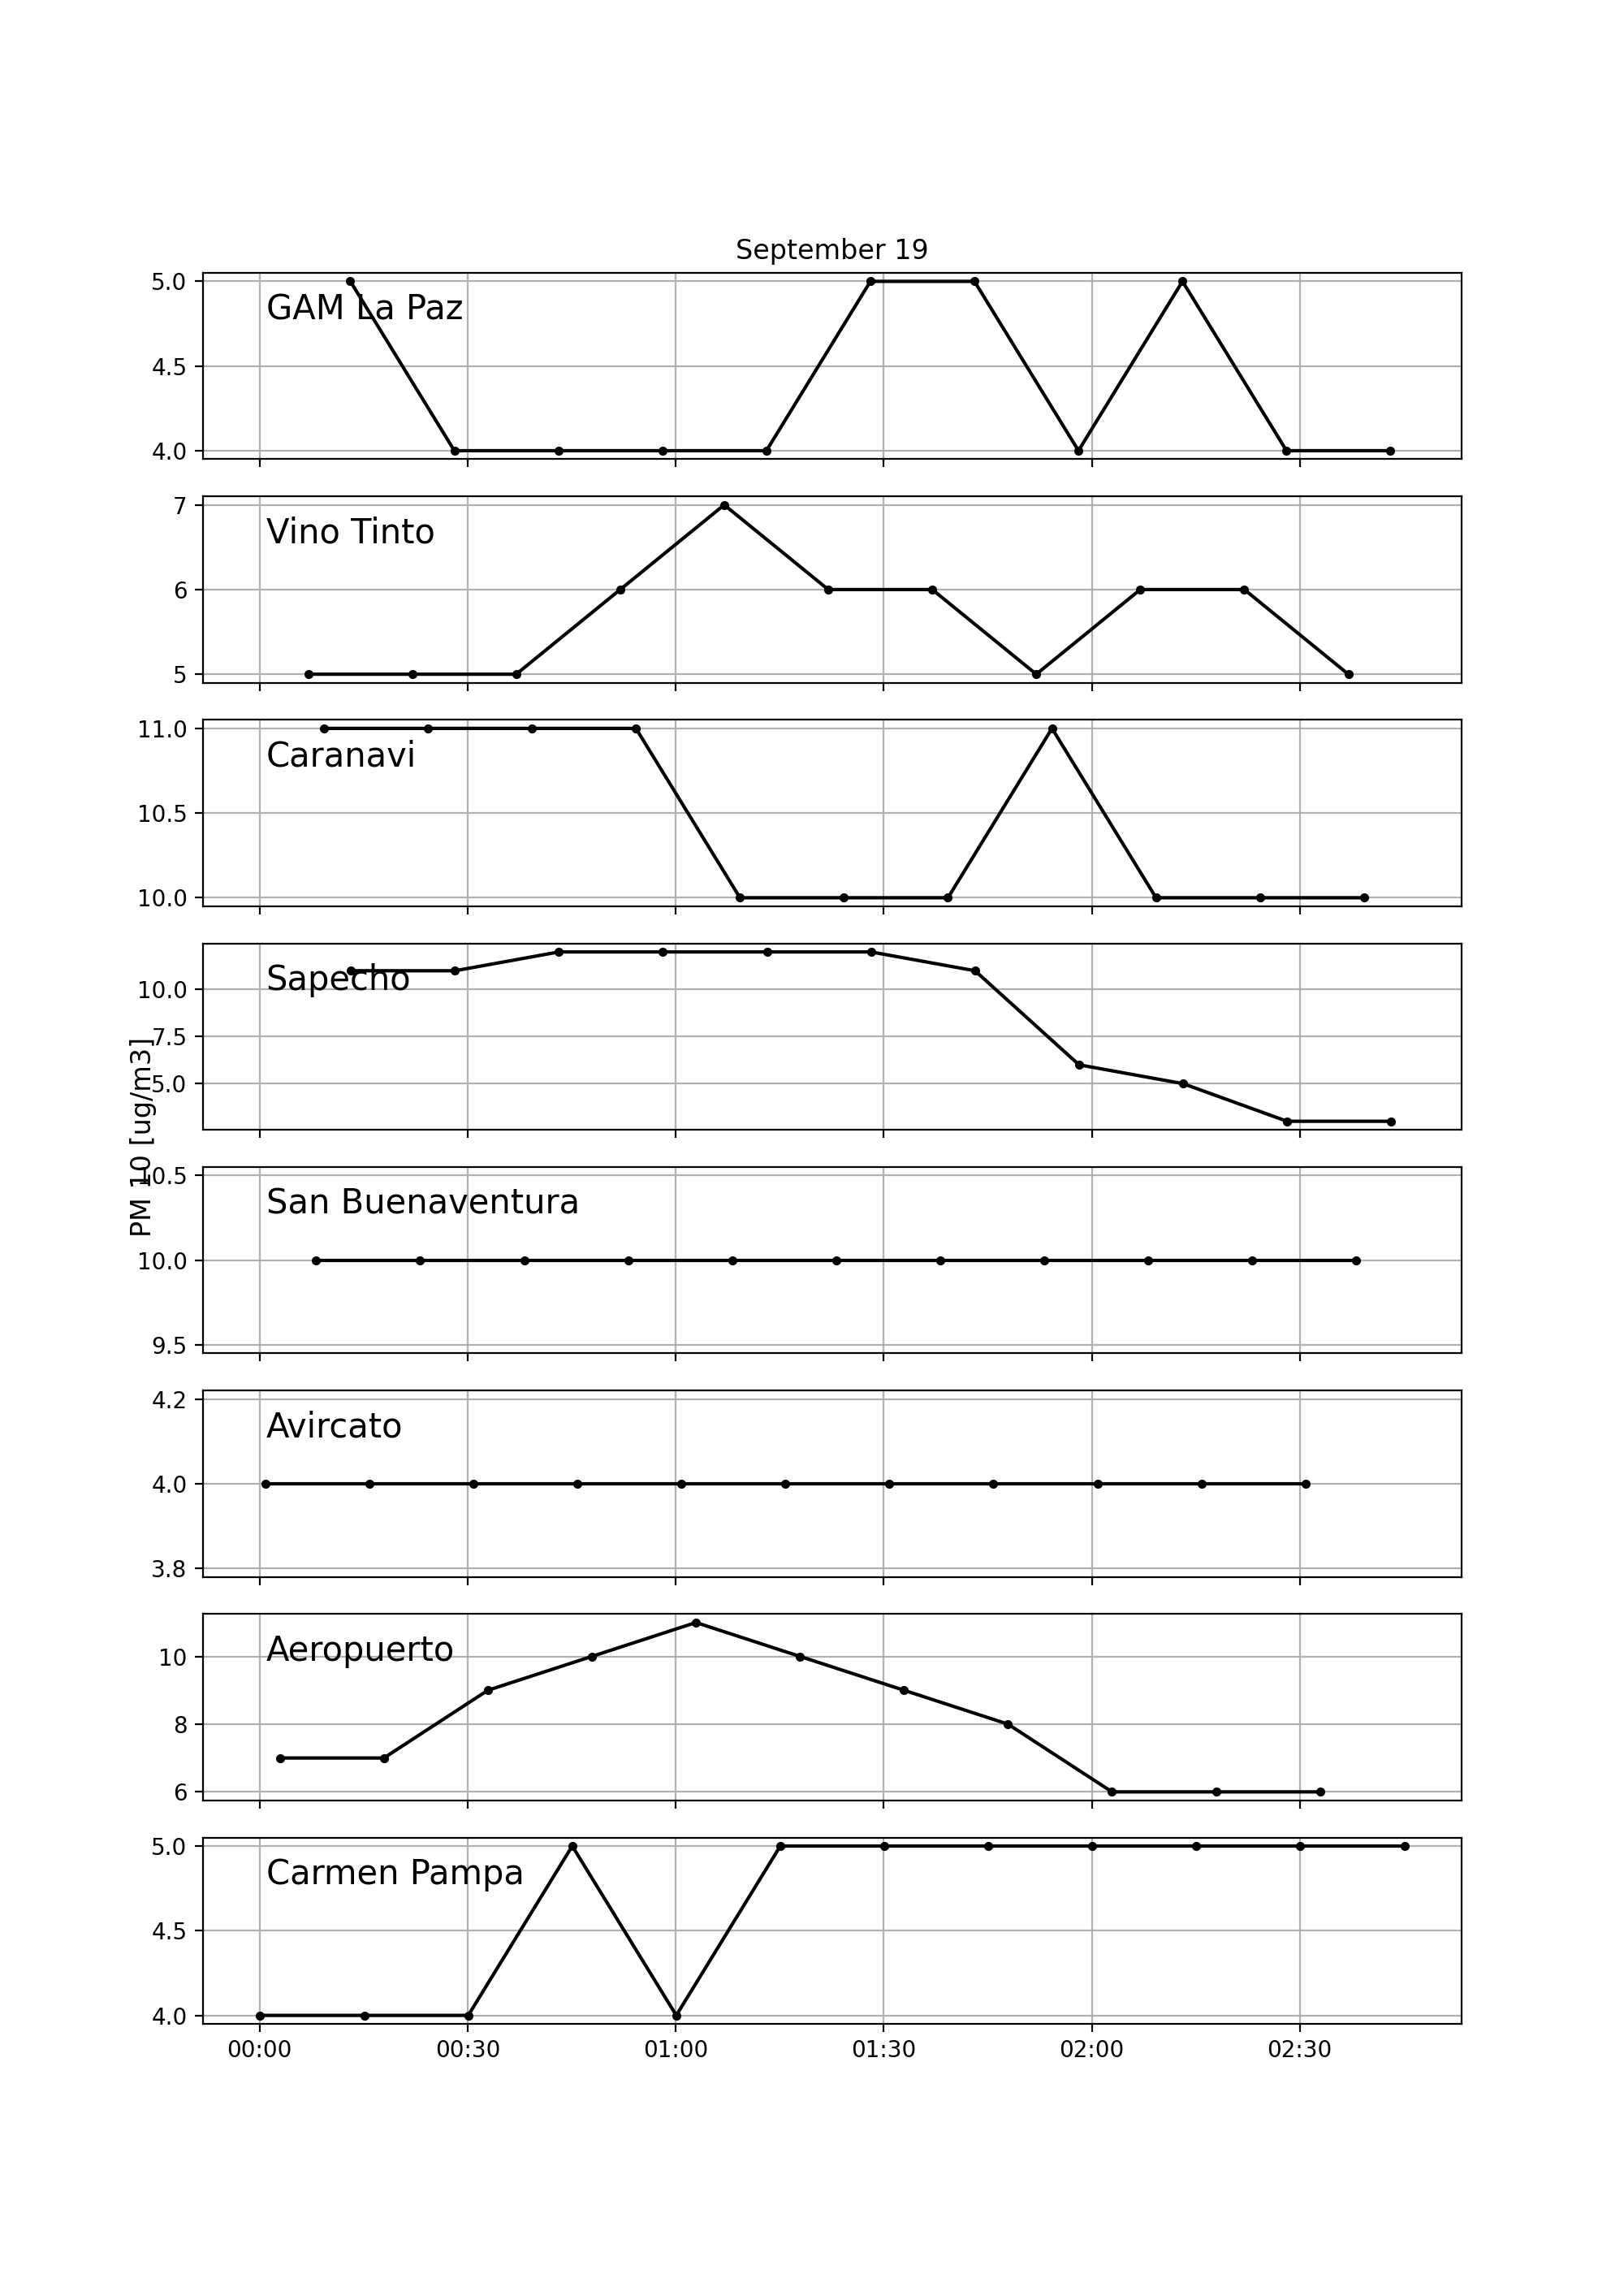 September 19
5.0
GAM La Paz
4.5
4.0
7
Vino Tinto
6
5
11.0
Caranavi
10.5
10.0
Sapecho
10.0
7.5
5.0
PM 10 [ug/m3]
10.5
San Buenaventura
10.0
9.5
4.2
Avircato
4.0
3.8
Aeropuerto
10
8
6
5.0
Carmen Pampa
4.5
4.0
00:00 00:30 01:00 01:30 02:00 02:30